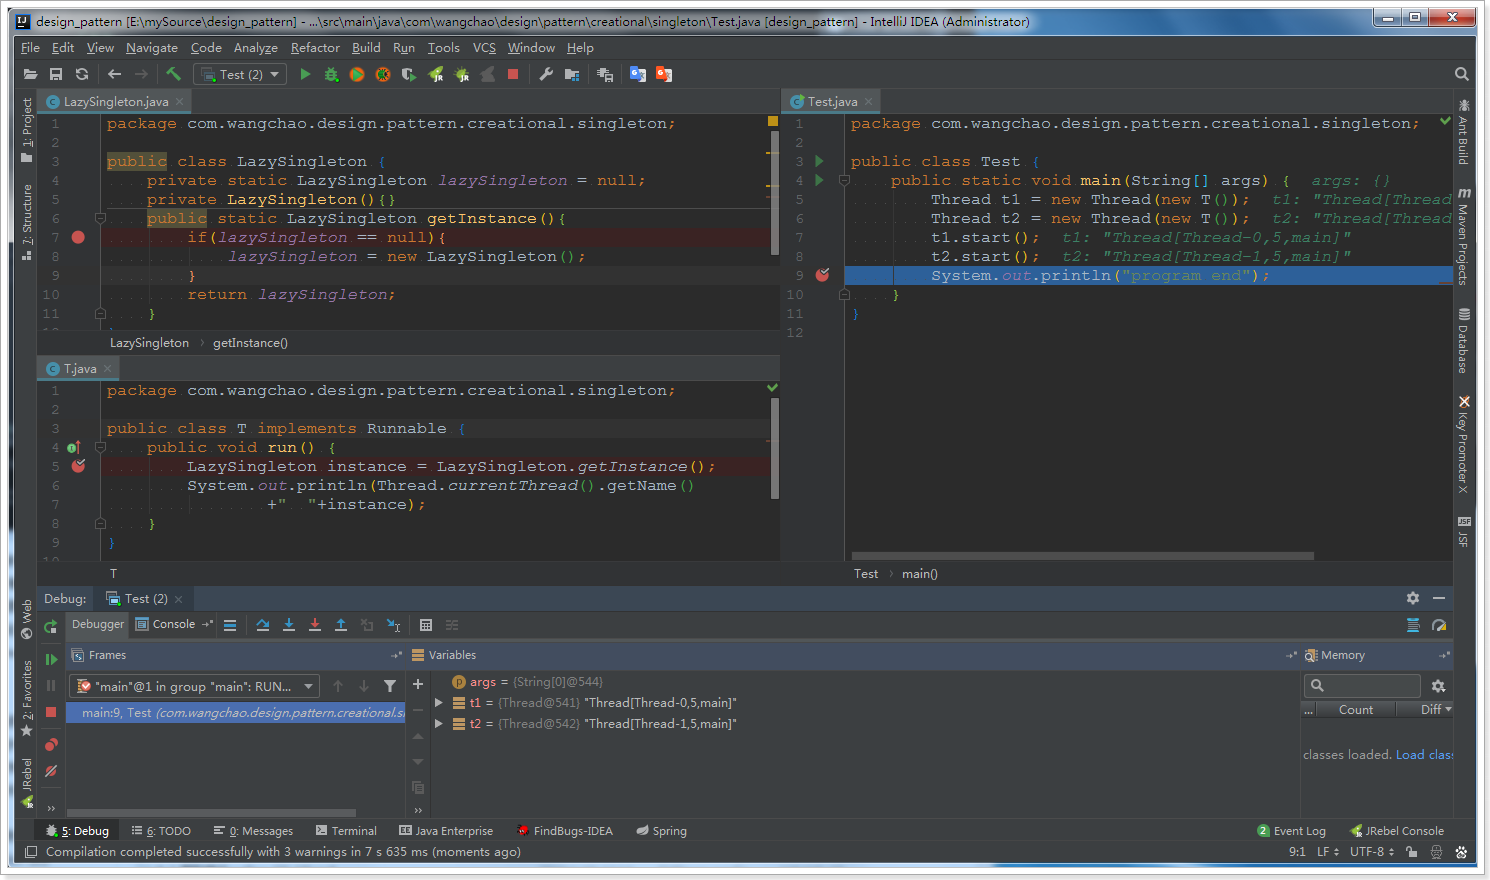 design_pattern [E:\mySource\design_pattern] - ...\src\main\java\com\wangchao\design\pattern\creational\singleton\Test.java [design_pattern] - IntelliJ IDEA (Administrator)
File Edit View Navigate Code Analyze Refactor Build Run Tools VCS Window Help
Test (2)
1: Project
7: Structure
Web
2: Favorites
JRebel
LazySingleton.java
1 package com.wangchao.design.pattern.creational.singleton;
2
3 public class LazySingleton {
4 private static LazySingleton lazySingleton = null;
5 private LazySingleton(){}
6 public static LazySingleton getInstance(){
7 if(lazySingleton == null){
8 lazySingleton = new LazySingleton();
9 }
10 return lazySingleton;
11 }
LazySingleton getInstance()
T.java
1 package com.wangchao.design.pattern.creational.singleton;
2
3 public class T implements Runnable {
4 public void run() {
5 LazySingleton instance = LazySingleton.getInstance();
6 System.out.println(Thread.currentThread().getName()
7 +"  "+instance);
8 }
9 }
T
Test.java
1 package com.wangchao.design.pattern.creational.singleton;
2
3 public class Test {
4 public static void main(String[] args) { args: {}
5 Thread t1 = new Thread(new T()); t1: "Thread[Thread
6 Thread t2 = new Thread(new T()); t2: "Thread[Thread
7 t1.start(); t1: "Thread[Thread-0,5,main]"
8 t2.start(); t2: "Thread[Thread-1,5,main]"
9 System.out.println("program end");
10 }
11 }
12
Test main()
Ant Build
Maven Projects
Database
Key Promoter X
JSF
Debug: Test (2)
Debugger Console
Frames
Variables
Memory
"main"@1 in group "main": RUN...
main:9, Test (com.wangchao.design.pattern.creational.si
args = {String[0]@544}
t1 = {Thread@541} "Thread[Thread-0,5,main]"
t2 = {Thread@542} "Thread[Thread-1,5,main]"
... Count Diff
classes loaded. Load class
5: Debug 6: TODO 0: Messages Terminal Java Enterprise FindBugs-IDEA Spring 2 Event Log JRebel Console
Compilation completed successfully with 3 warnings in 7 s 635 ms (moments ago) 9:1 LF UTF-8